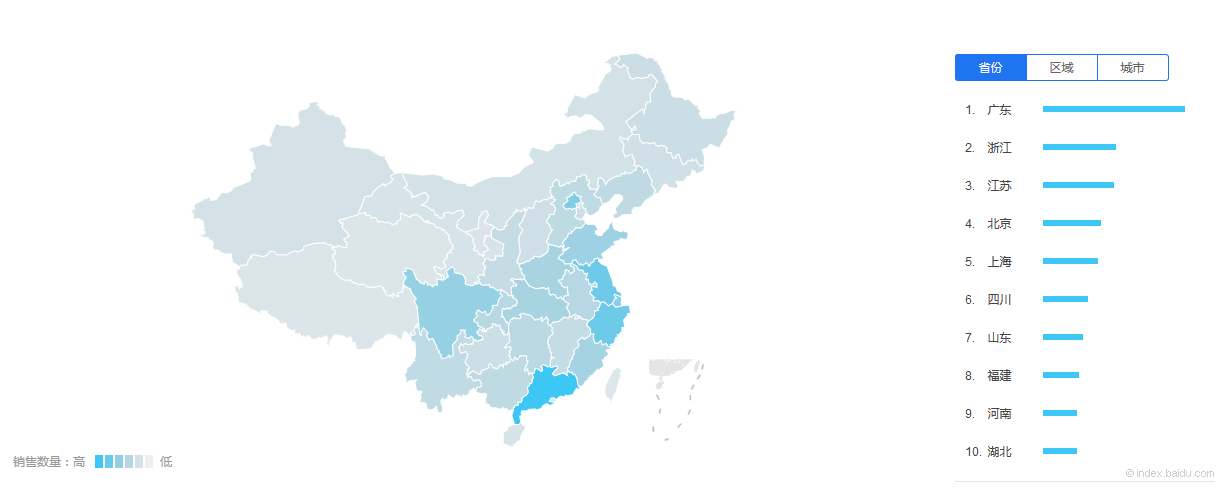 省份 区域 城市
1. 广东
2. 浙江
3. 江苏
4. 北京
5. 上海
6. 四川
7. 山东
8. 福建
9. 河南
10. 湖北
销售数量：高 低
© index.baidu.com